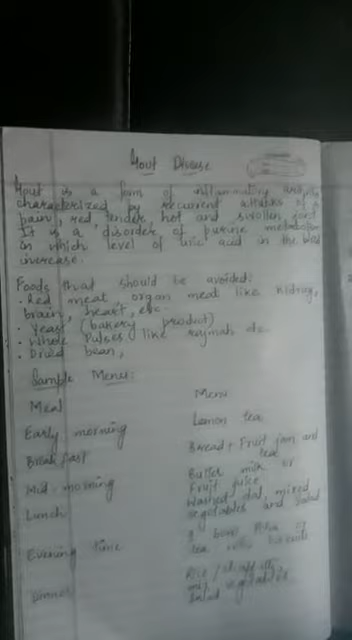 Gout Disease
Gout is a form of inflammatory arthritis
characterized by recurrent attacks of a
pain, red tender, hot and swollen joint.
It is a disorder of purine metabolism
in which level of uric acid in the blood
increase.
Foods that should be avoided:
• Red meat organ meat like kidney,
brain, heart, etc.
• Yeast (bakery product)
• Whole pulses like rajmah etc.
• Dried bean,
Sample Menu:
Meal Menu
Early morning Lemon tea
Breakfast Bread + Fruit jam and
tea
Mid morning Butter milk or
Fruit juice
Lunch Washed dal, mixed
vegetables and salad
Evening time bowl or
tea with biscuits
Dinner Rice /
vegetables
salad